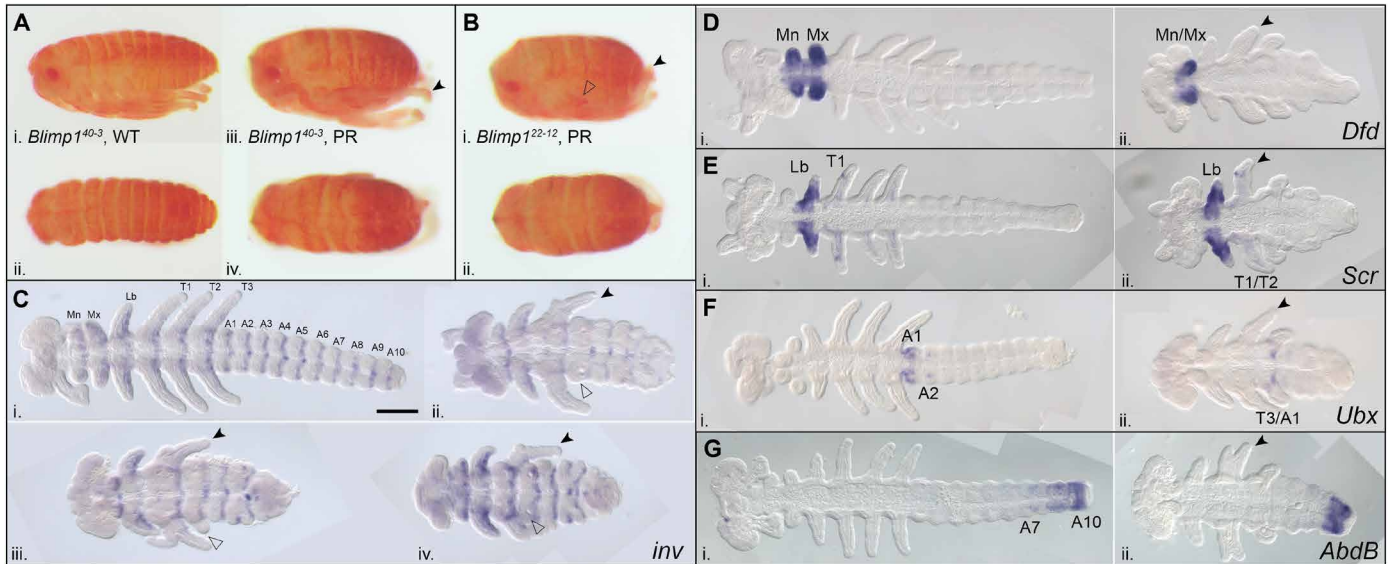 A
i. Blimp1⁴⁰⁻³, WT
iii. Blimp1⁴⁰⁻³, PR
ii.
iv.
B
i. Blimp1²²⁻¹², PR
ii.
C
Mn Mx Lb T1 T2 T3 A1 A2 A3 A4 A5 A6 A7 A8 A9 A10
i.
ii.
iii.
iv.
inv
D
Mn Mx
Mn/Mx
i.
ii.
Dfd
E
Lb T1
Lb
T1/T2
i.
ii.
Scr
F
A1
A2
T3/A1
i.
ii.
Ubx
G
A7
A10
i.
ii.
AbdB